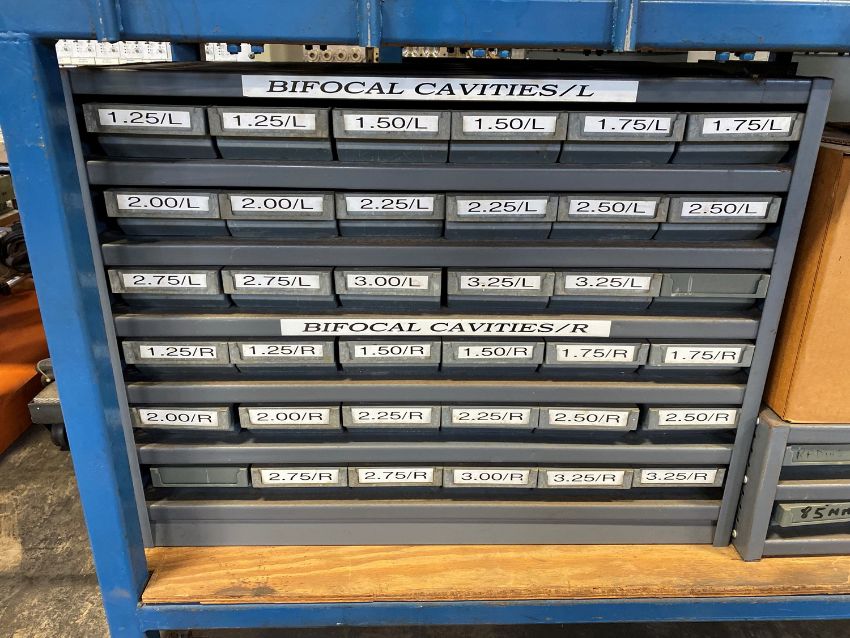 BIFOCAL CAVITIES/L
1.25/L 1.25/L 1.50/L 1.50/L 1.75/L 1.75/L
2.00/L 2.00/L 2.25/L 2.25/L 2.50/L 2.50/L
2.75/L 2.75/L 3.00/L 3.25/L 3.25/L
BIFOCAL CAVITIES/R
1.25/R 1.25/R 1.50/R 1.50/R 1.75/R 1.75/R
2.00/R 2.00/R 2.25/R 2.25/R 2.50/R 2.50/R
2.75/R 2.75/R 3.00/R 3.25/R 3.25/R
85MM